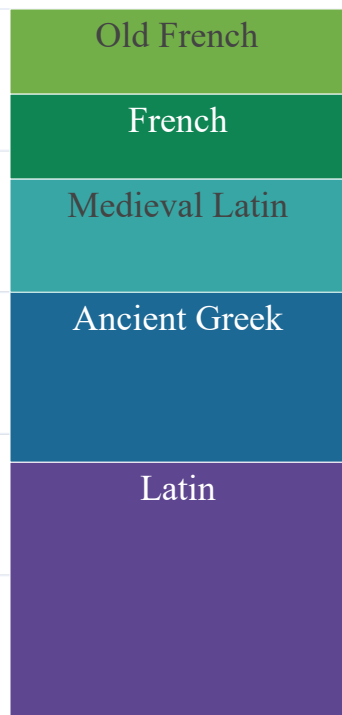 Old French
French
Medieval Latin
Ancient Greek
Latin